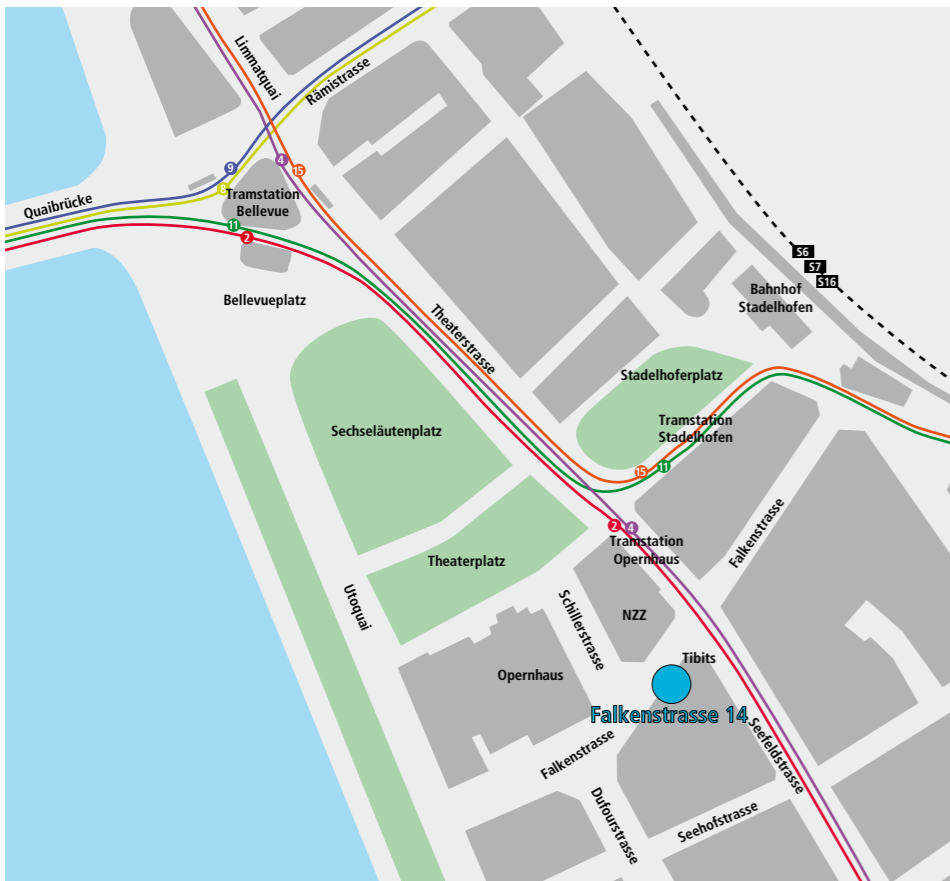 Limmatquai
Rämistrasse
9
4
15
8
Tramstation
Bellevue
Quaibrücke
11
2
S6
S7
S16
Bahnhof
Stadelhofen
Bellevueplatz
Theaterstrasse
Stadelhoferplatz
Sechseläutenplatz
Tramstation
Stadelhofen
15
11
2
4
Tramstation
Opernhaus
Falkenstrasse
Theaterplatz
Utoquai
Schillerstrasse
NZZ
Tibits
Opernhaus
Falkenstrasse 14
Falkenstrasse
Seefeldstrasse
Dufourstrasse
Seehofstrasse